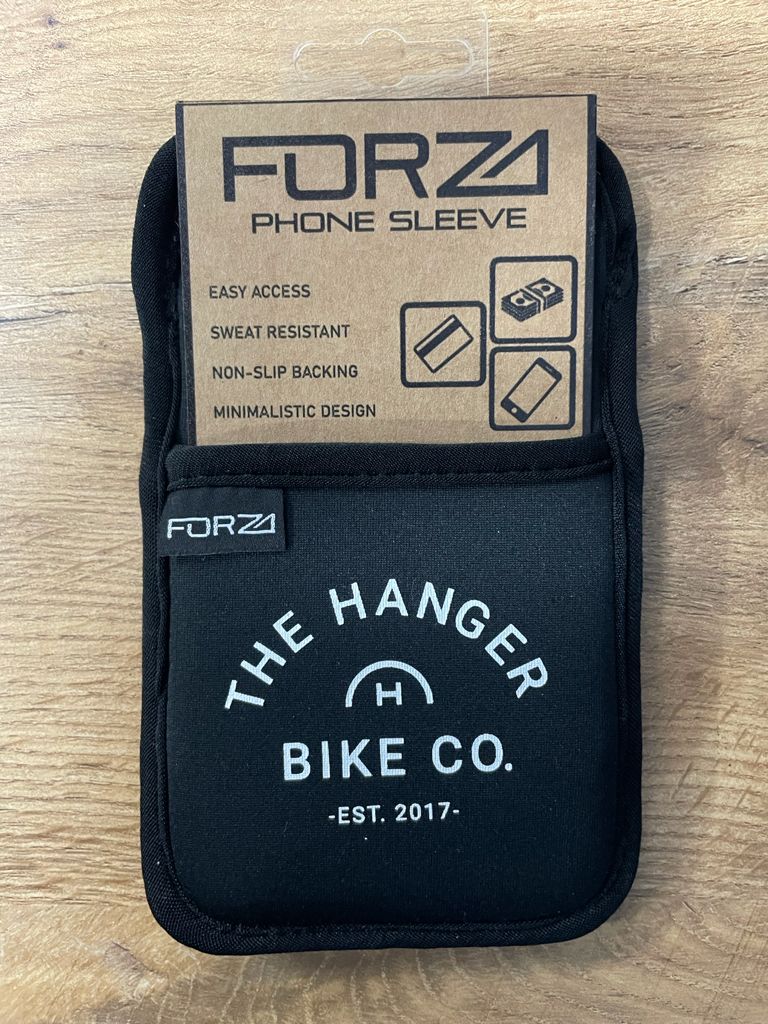 FORZA
PHONE SLEEVE
EASY ACCESS
SWEAT RESISTANT
NON-SLIP BACKING
MINIMALISTIC DESIGN
FORZA
THE HANGER
H
BIKE CO.
-EST. 2017-